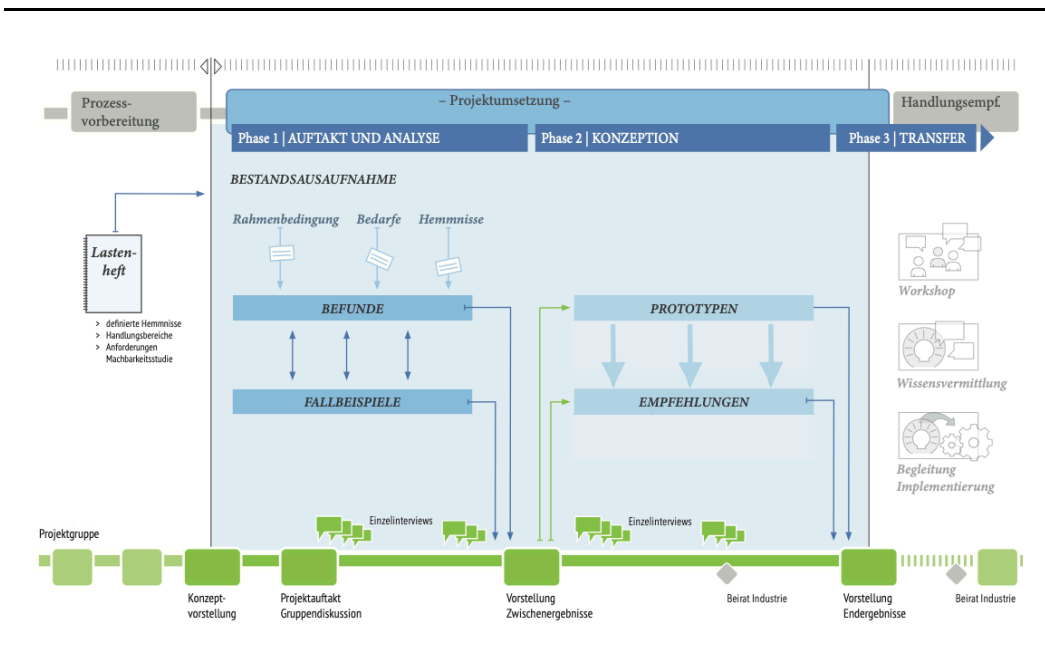 Prozess-
vorbereitung
– Projektumsetzung –
Handlungsempf.
Phase 1 | AUFTAKT UND ANALYSE
Phase 2 | KONZEPTION
Phase 3 | TRANSFER
BESTANDSAUSAUFNAHME
Rahmenbedingung
Bedarfe
Hemmnisse
Lasten-
heft
> definierte Hemmnisse
> Handlungsbereiche
> Anforderungen
Machbarkeitsstudie
BEFUNDE
FALLBEISPIELE
PROTOTYPEN
EMPFEHLUNGEN
Workshop
Wissensvermittlung
Begleitung
Implementierung
Projektgruppe
Einzelinterviews
Einzelinterviews
Konzept-
vorstellung
Projektauftakt
Gruppendiskussion
Vorstellung
Zwischenergebnisse
Beirat Industrie
Vorstellung
Endergebnisse
Beirat Industrie